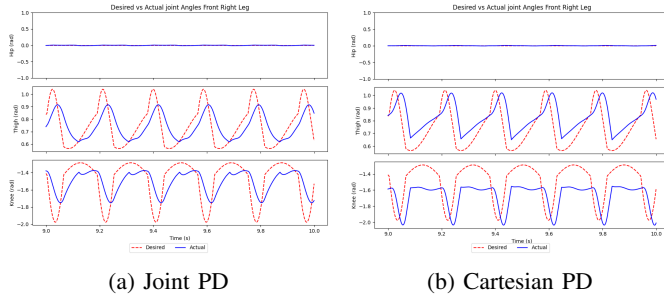 Desired vs Actual joint Angles Front Right Leg
Hip (rad)
1.0
0.5
0.0
−0.5
−1.0
Thigh (rad)
1.0
0.9
0.8
0.7
0.6
Knee (rad)
−1.4
−1.6
−1.8
−2.0
9.0 9.2 9.4 9.6 9.8 10.0
Time (s)
Desired Actual
(a) Joint PD
Desired vs Actual joint Angles Front Right Leg
Hip (rad)
1.0
0.5
0.0
−0.5
−1.0
Thigh (rad)
1.0
0.9
0.8
0.7
0.6
Knee (rad)
−1.4
−1.6
−1.8
−2.0
9.0 9.2 9.4 9.6 9.8 10.0
Time (s)
Desired Actual
(b) Cartesian PD